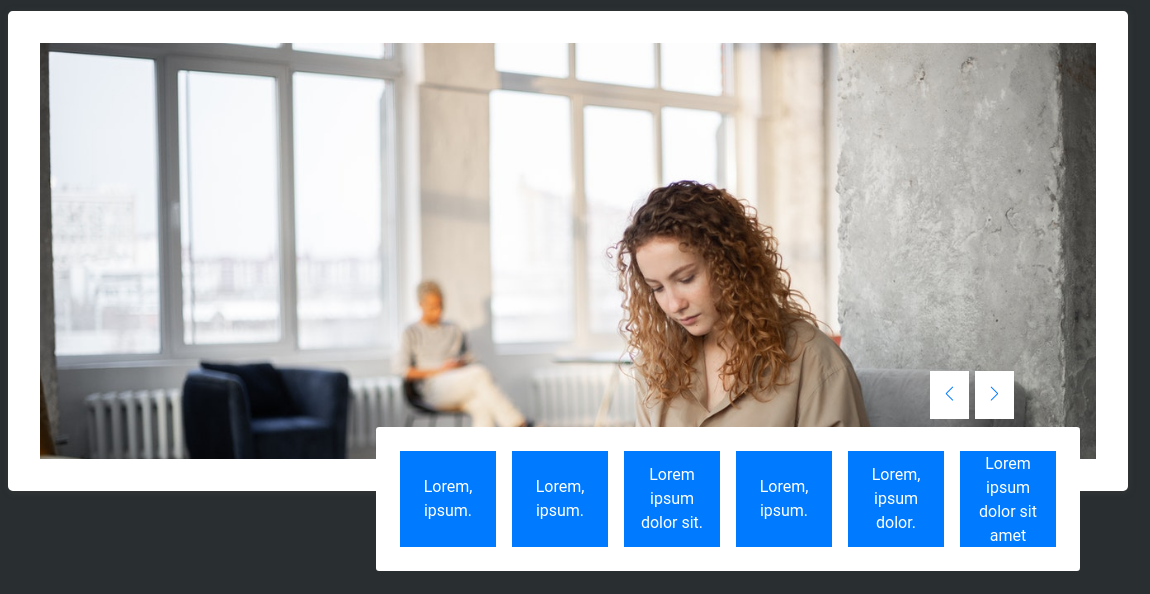 Lorem,
ipsum.
Lorem,
ipsum.
Lorem
ipsum
dolor sit.
Lorem,
ipsum.
Lorem,
ipsum
dolor.
Lorem
ipsum
dolor sit
amet